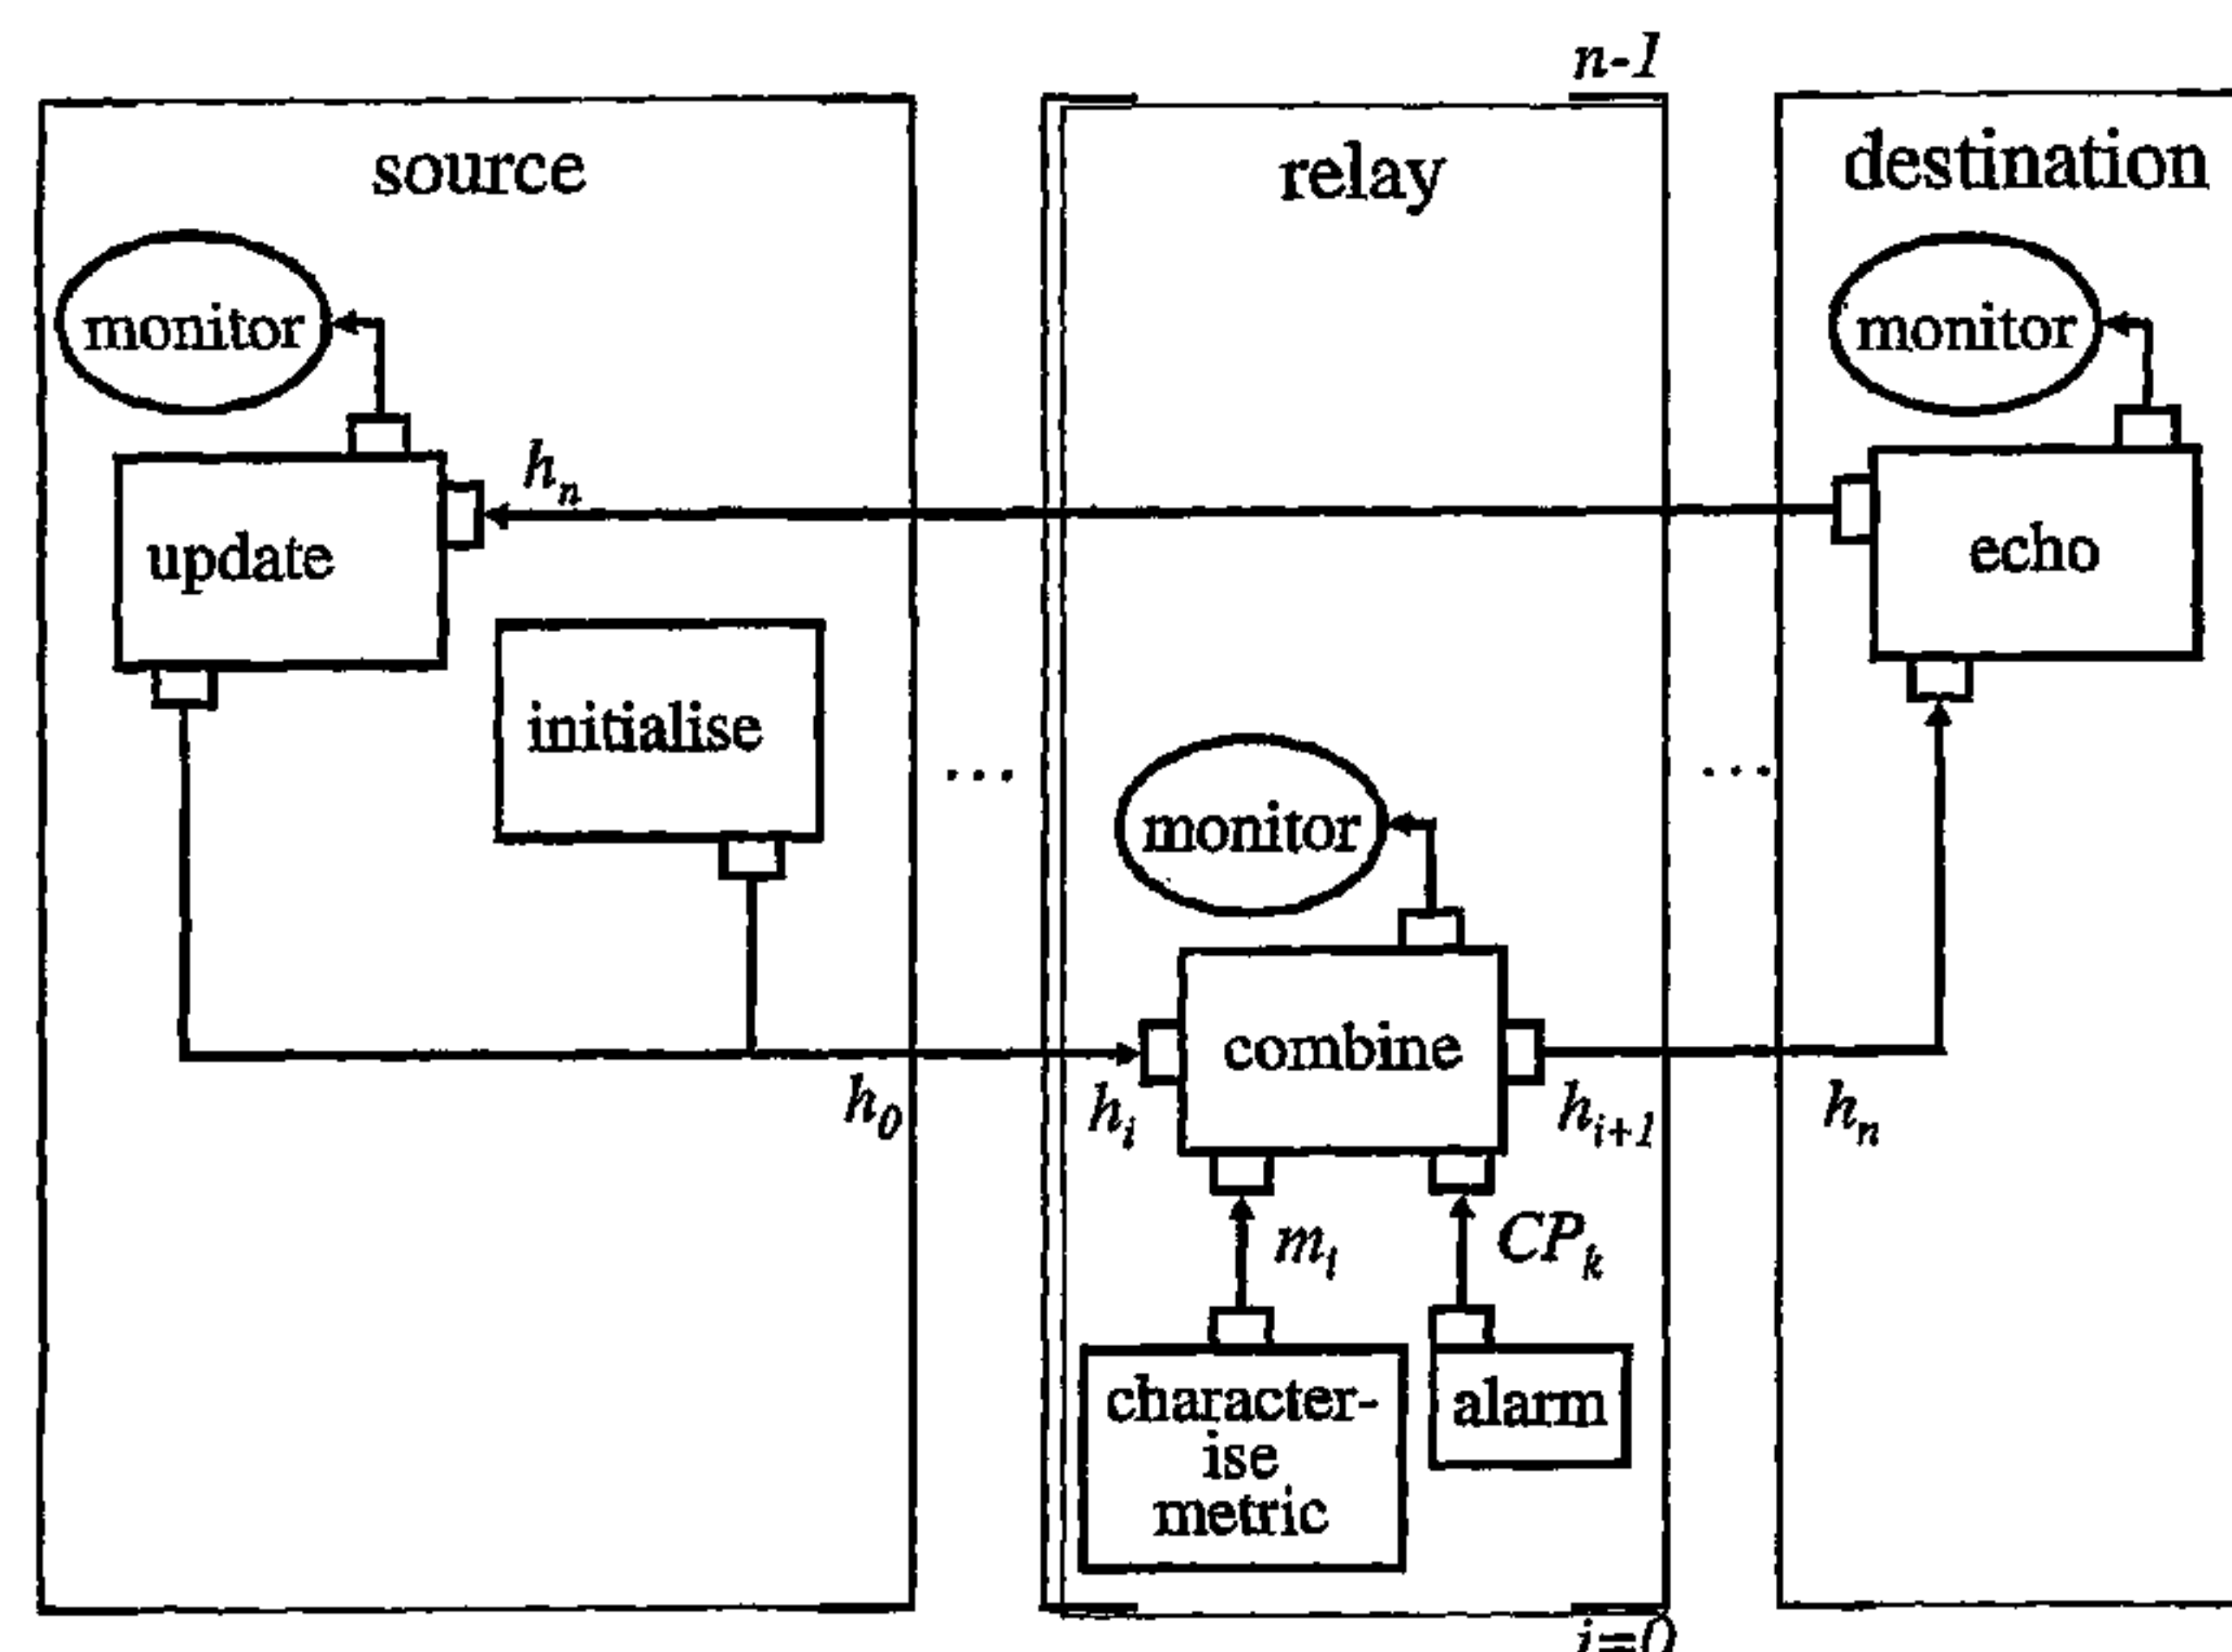 n-1
source
relay
destination
monitor
monitor
h_n
update
echo
initialise
...
...
monitor
combine
h_0
h_i
h_{i+1}
h_n
m_i
CP_k
character-
ise
metric
alarm
i=0